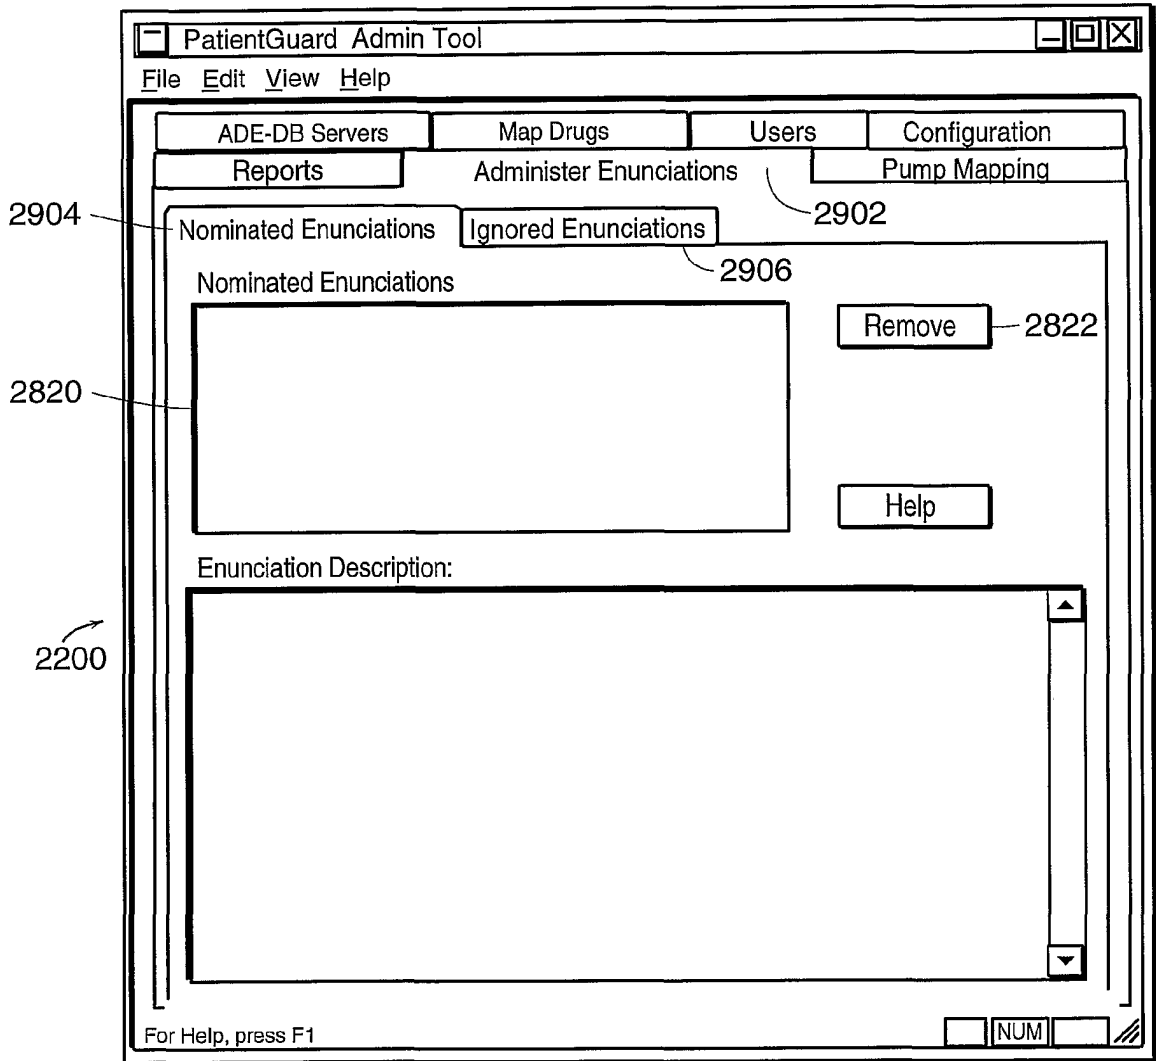 PatientGuard Admin Tool
File Edit View Help
ADE-DB Servers Map Drugs Users Configuration
Reports Administer Enunciations Pump Mapping
2904 2902
Nominated Enunciations Ignored Enunciations
2906
Nominated Enunciations
Remove 2822
2820
Help
Enunciation Description:
2200
For Help, press F1 NUM